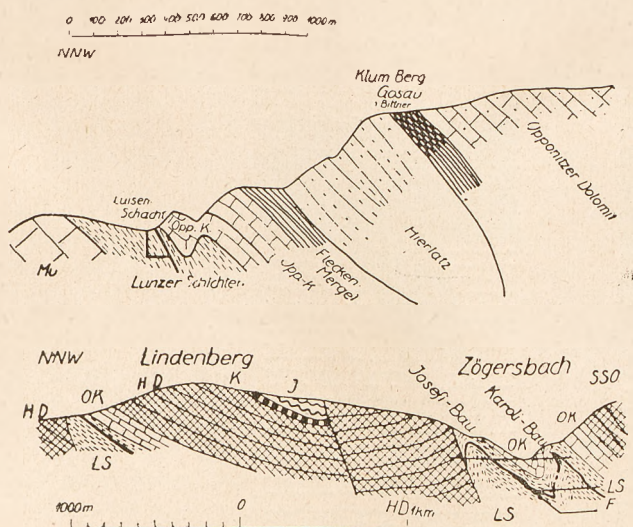 0 100 200 300 400 500 600 700 800 900 1000 m
NNW
Klum Berg
Gosau
Bittner
Opponitzer Dolomit
Luisen
Schacht
Opp. K.
Mu
Lunzer Schichten
Opp-K
Flecken
Mergel
Hierlatz
NNW
Lindenberg
Zögersbach
SSO
HD
OK
HD
K
J
Josefi-Bau
Karoli-Bau
OK
OK
LS
LS
LS
F
1000m
0
HD 1km